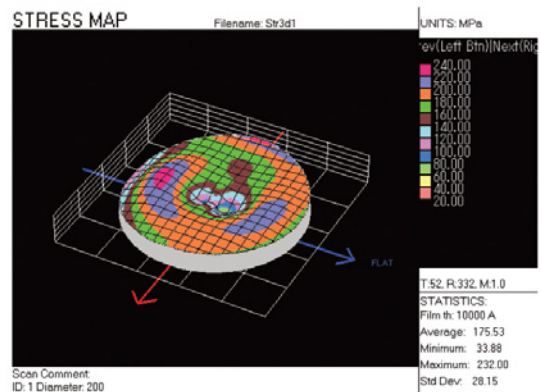 STRESS MAP
Filename: Str3d1
UNITS: MPa
rev(Left Btn)|Next(Rig
240.00
220.00
200.00
180.00
160.00
140.00
120.00
100.00
80.00
60.00
40.00
20.00
FLAT
T:52, R:332, M:1.0
STATISTICS:
Film th: 10000 A
Average: 175.53
Minimum: 33.88
Maximum: 232.00
Std Dev: 28.15
Scan Comment:
ID: 1 Diameter: 200